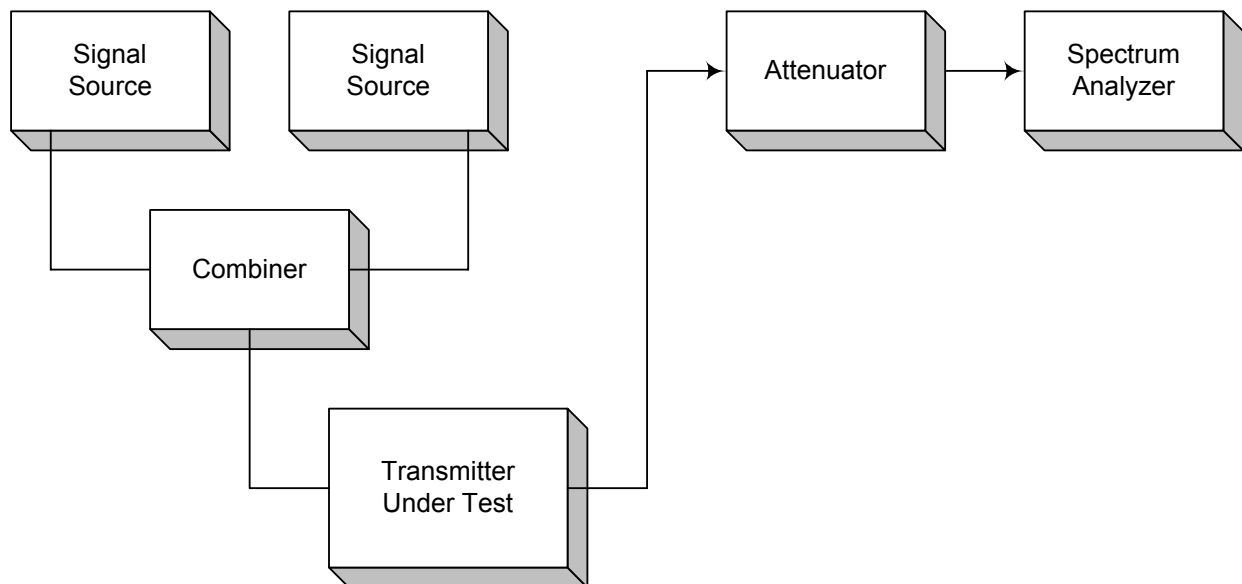 Signal
Source
Signal
Source
Attenuator
Spectrum
Analyzer
Combiner
Transmitter
Under Test